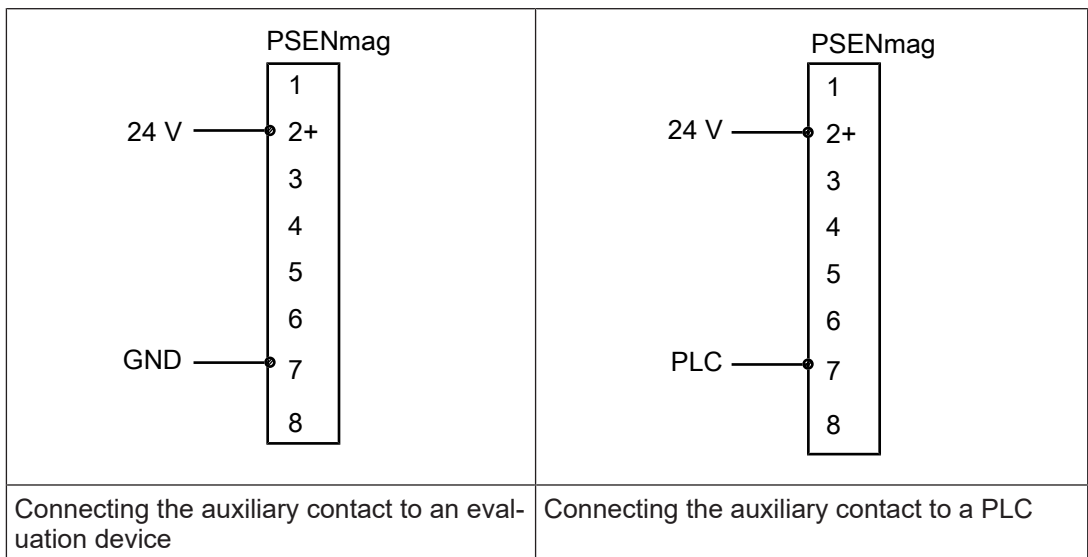 PSENmag
1
24 V
2+
3
4
5
6
GND
7
8
Connecting the auxiliary contact to an eval-
uation device
PSENmag
1
24 V
2+
3
4
5
6
PLC
7
8
Connecting the auxiliary contact to a PLC